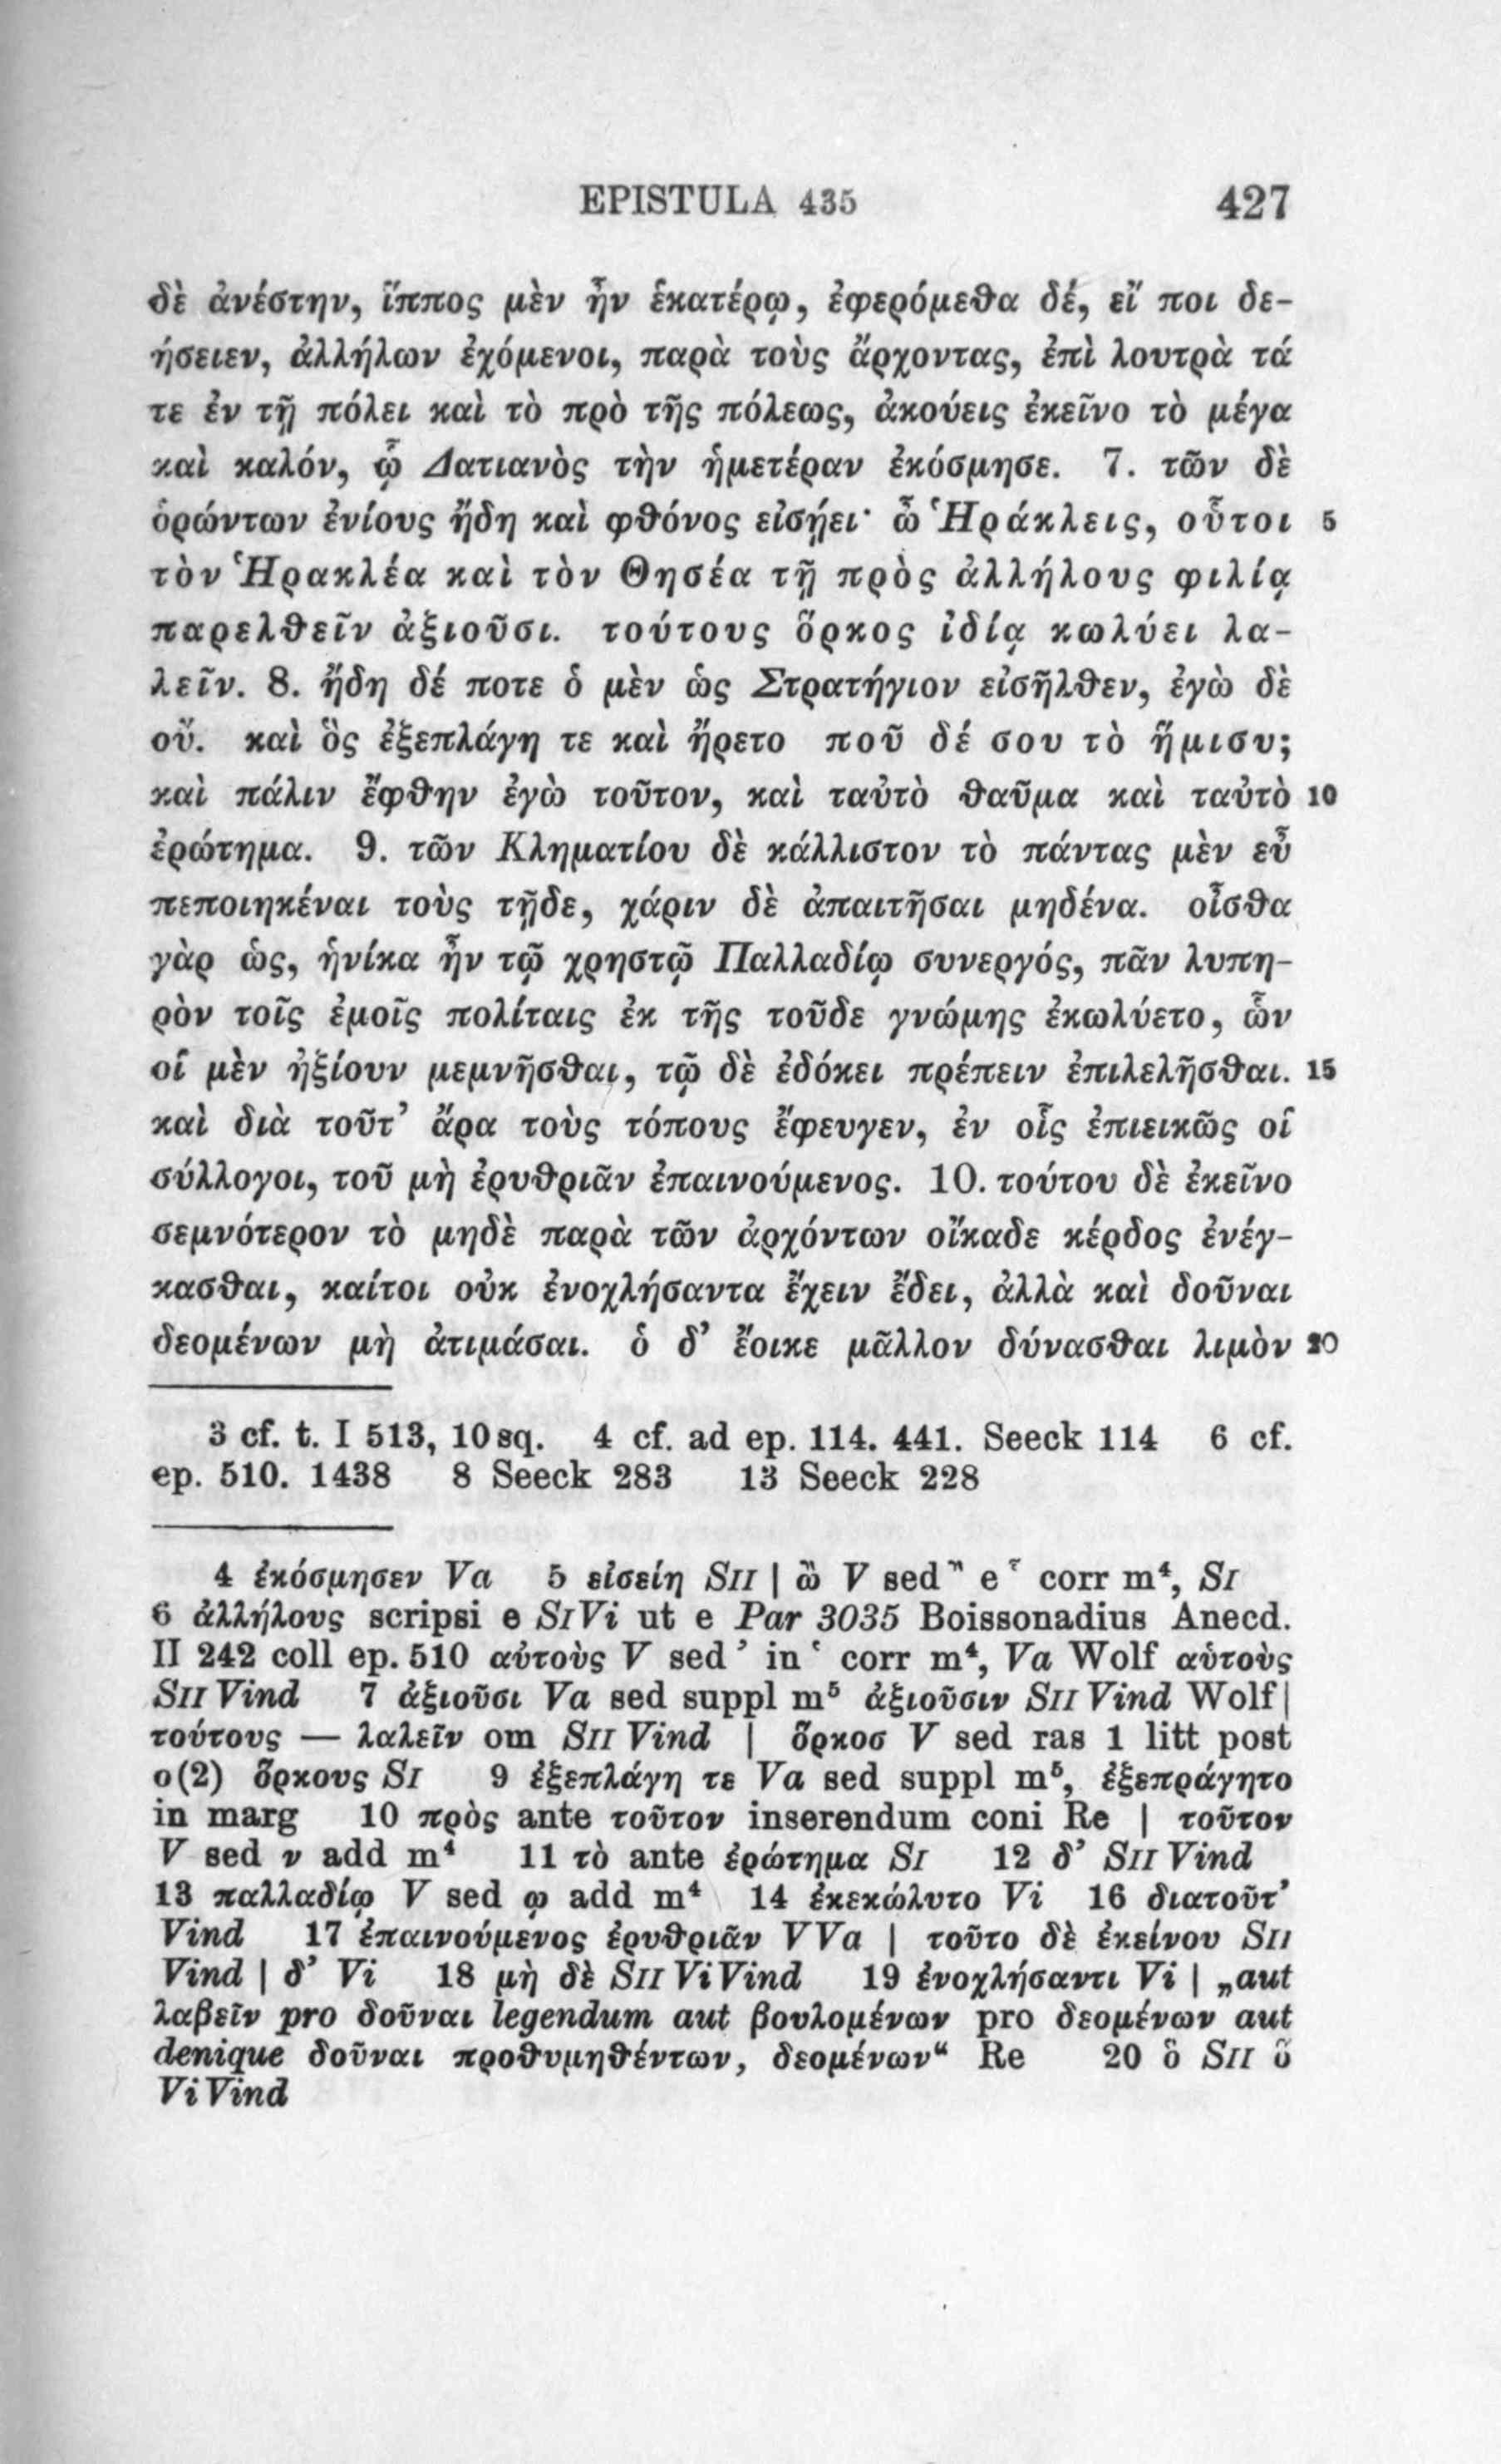 EPISTULA 435 427
δὲ ἀνέστην, ἵππος μὲν ἦν ἑκατέρῳ, ἐφερόμεθα δέ, εἴ ποι δε-
ήσειεν, ἀλλήλων ἐχόμενοι, παρὰ τοὺς ἄρχοντας, ἐπὶ λουτρὰ τά
τε ἐν τῇ πόλει καὶ τὸ πρὸ τῆς πόλεως, ἀκούεις ἐκεῖνο τὸ μέγα
καὶ καλόν, ᾧ Δατιανὸς τὴν ἡμετέραν ἐκόσμησε. 7. τῶν δὲ
ὁρώντων ἐνίους ἤδη καὶ φθόνος εἰσῄει· ὦ Ἡράκλεις, οὗτοι 5
τὸν Ἡρακλέα καὶ τὸν Θησέα τῇ πρὸς ἀλλήλους φιλίᾳ
παρελθεῖν ἀξιοῦσι. τούτους ὅρκος ἰδίᾳ κωλύει λα-
λεῖν. 8. ἤδη δέ ποτε ὁ μὲν ὡς Στρατήγιον εἰσῆλθεν, ἐγὼ δὲ
οὔ. καὶ ὃς ἐξεπλάγη τε καὶ ἤρετο ποῦ δέ σου τὸ ἥμισυ;
καὶ πάλιν ἔφθην ἐγὼ τοῦτον, καὶ ταὐτὸ θαῦμα καὶ ταὐτὸ 10
ἐρώτημα. 9. τῶν Κληματίου δὲ κάλλιστον τὸ πάντας μὲν εὖ
πεποιηκέναι τοὺς τῇδε, χάριν δὲ ἀπαιτῆσαι μηδένα. οἶσθα
γὰρ ὡς, ἡνίκα ἦν τῷ χρηστῷ Παλλαδίῳ συνεργός, πᾶν λυπη-
ρὸν τοῖς ἐμοῖς πολίταις ἐκ τῆς τοῦδε γνώμης ἐκωλύετο, ὧν
οἱ μὲν ἠξίουν μεμνῆσθαι, τῷ δὲ ἐδόκει πρέπειν ἐπιλελῆσθαι. 15
καὶ διὰ τοῦτ’ ἄρα τοὺς τόπους ἔφευγεν, ἐν οἷς ἐπιεικῶς οἱ
σύλλογοι, τοῦ μὴ ἐρυθριᾶν ἐπαινούμενος. 10. τούτου δὲ ἐκεῖνο
σεμνότερον τὸ μηδὲ παρὰ τῶν ἀρχόντων οἴκαδε κέρδος ἐνέγ-
κασθαι, καίτοι οὐκ ἐνοχλήσαντα ἔχειν ἔδει, ἀλλὰ καὶ δοῦναι
δεομένων μὴ ἀτιμάσαι. ὁ δ’ ἔοικε μᾶλλον δύνασθαι λιμὸν 20
3 cf. t. I 513, 10 sq. 4 cf. ad ep. 114. 441. Seeck 114 6 cf.
ep. 510. 1438 8 Seeck 283 13 Seeck 228
4 ἐκόσμησεν Va 5 εἰσείη SII | ὢ V sed ῞ e ῾ corr m⁴, SI
6 ἀλλήλους scripsi e SI Vi ut e Par 3035 Boissonadius Anecd.
II 242 coll ep. 510 αὐτοὺς V sed ’ in ‘ corr m⁴, Va Wolf αὑτοὺς
SII Vind 7 ἀξιοῦσι Va sed suppl m⁵ ἀξιοῦσιν SII Vind Wolf |
τούτους — λαλεῖν om SII Vind | ὅρκοσ V sed ras 1 litt post
ο(2) ὅρκους SI 9 ἐξεπλάγη τε Va sed suppl m⁵, ἐξεπράγητο
in marg 10 πρὸς ante τοῦτον inserendum coni Re | τοῦτον
V sed ν add m⁴ 11 τὸ ante ἐρώτημα SI 12 δ’ SII Vind
13 παλλαδίῳ V sed ῳ add m⁴ 14 ἐκεκώλυτο Vi 16 διατοῦτ’
Vind 17 ἐπαινούμενος ἐρυθριᾶν V Va | τοῦτο δὲ ἐκείνου SII
Vind | δ’ Vi 18 μὴ δὲ SII Vi Vind 19 ἐνοχλήσαντι Vi | „aut
λαβεῖν pro δοῦναι legendum aut βουλομένων pro δεομένων aut
denique δοῦναι προθυμηθέντων, δεομένων“ Re 20 ὃ SII ὅ
Vi Vind